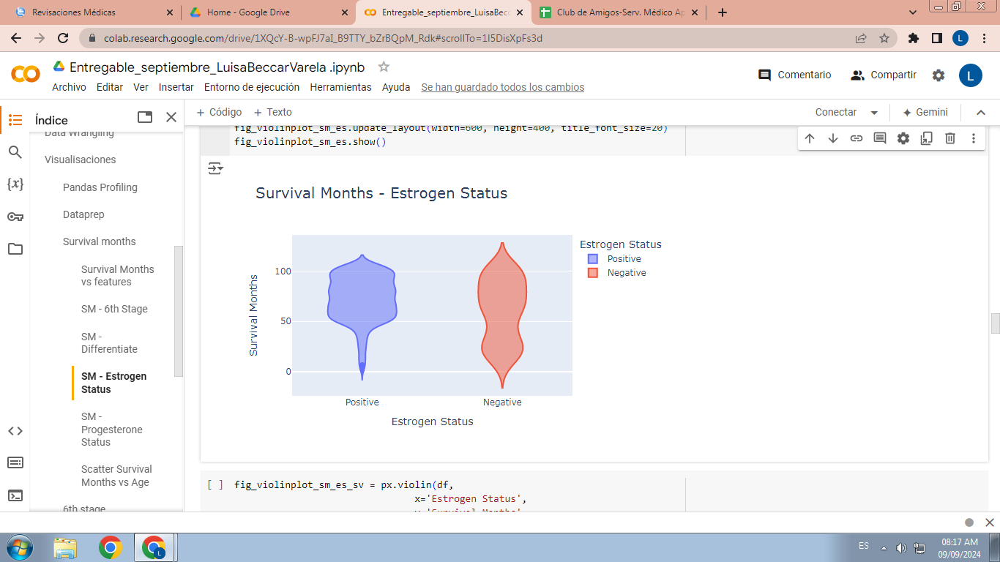 Revisaciones Médicas
Home - Google Drive
Entregable_septiembre_LuisaBecc
Club de Amigos-Serv. Médico Ap
colab.research.google.com/drive/1XQcY-B-wpFJ7aI_B9TTY_bZrBQpM_Rdk#scrollTo=1I5DisXpFs3d
L
Entregable_septiembre_LuisaBeccarVarela .ipynb
Archivo Editar Ver Insertar Entorno de ejecución Herramientas Ayuda Se han guardado todos los cambios
Comentario
Compartir
L
Índice
+ Código + Texto
Conectar
Gemini
Data Wrangling
Visualisaciones
Pandas Profiling
Dataprep
Survival months
Survival Months
vs features
SM - 6th Stage
SM -
Differentiate
SM - Estrogen
Status
SM -
Progesterone
Status
Scatter Survival
Months vs Age
6th stage
fig_violinplot_sm_es.update_layout(width=600, height=400, title_font_size=20)
fig_violinplot_sm_es.show()
Survival Months - Estrogen Status
Survival Months
100
50
0
Positive
Negative
Estrogen Status
Estrogen Status
Positive
Negative
[ ] fig_violinplot_sm_es_sv = px.violin(df,
x='Estrogen Status',
y='Survival Months',
ES
08:17 AM
09/09/2024
L